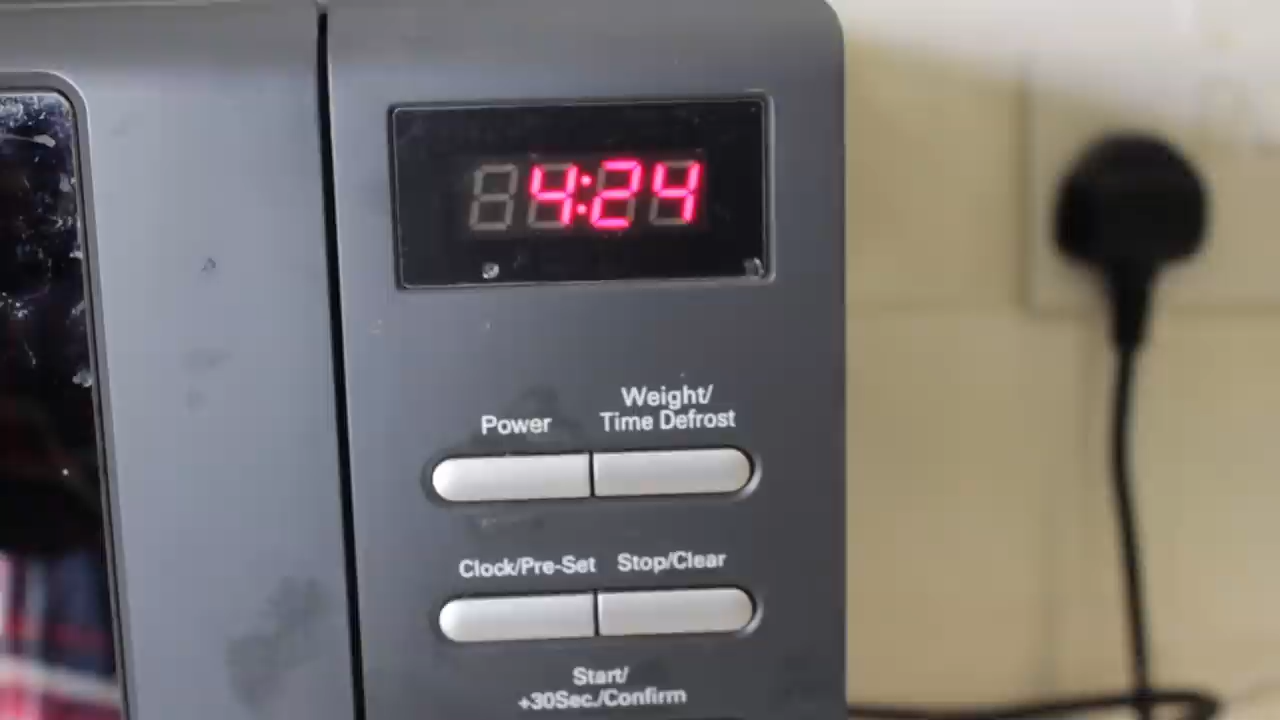 4:24
Power
Weight/
Time Defrost
Clock/Pre-Set
Stop/Clear
Start/
+30Sec./Confirm